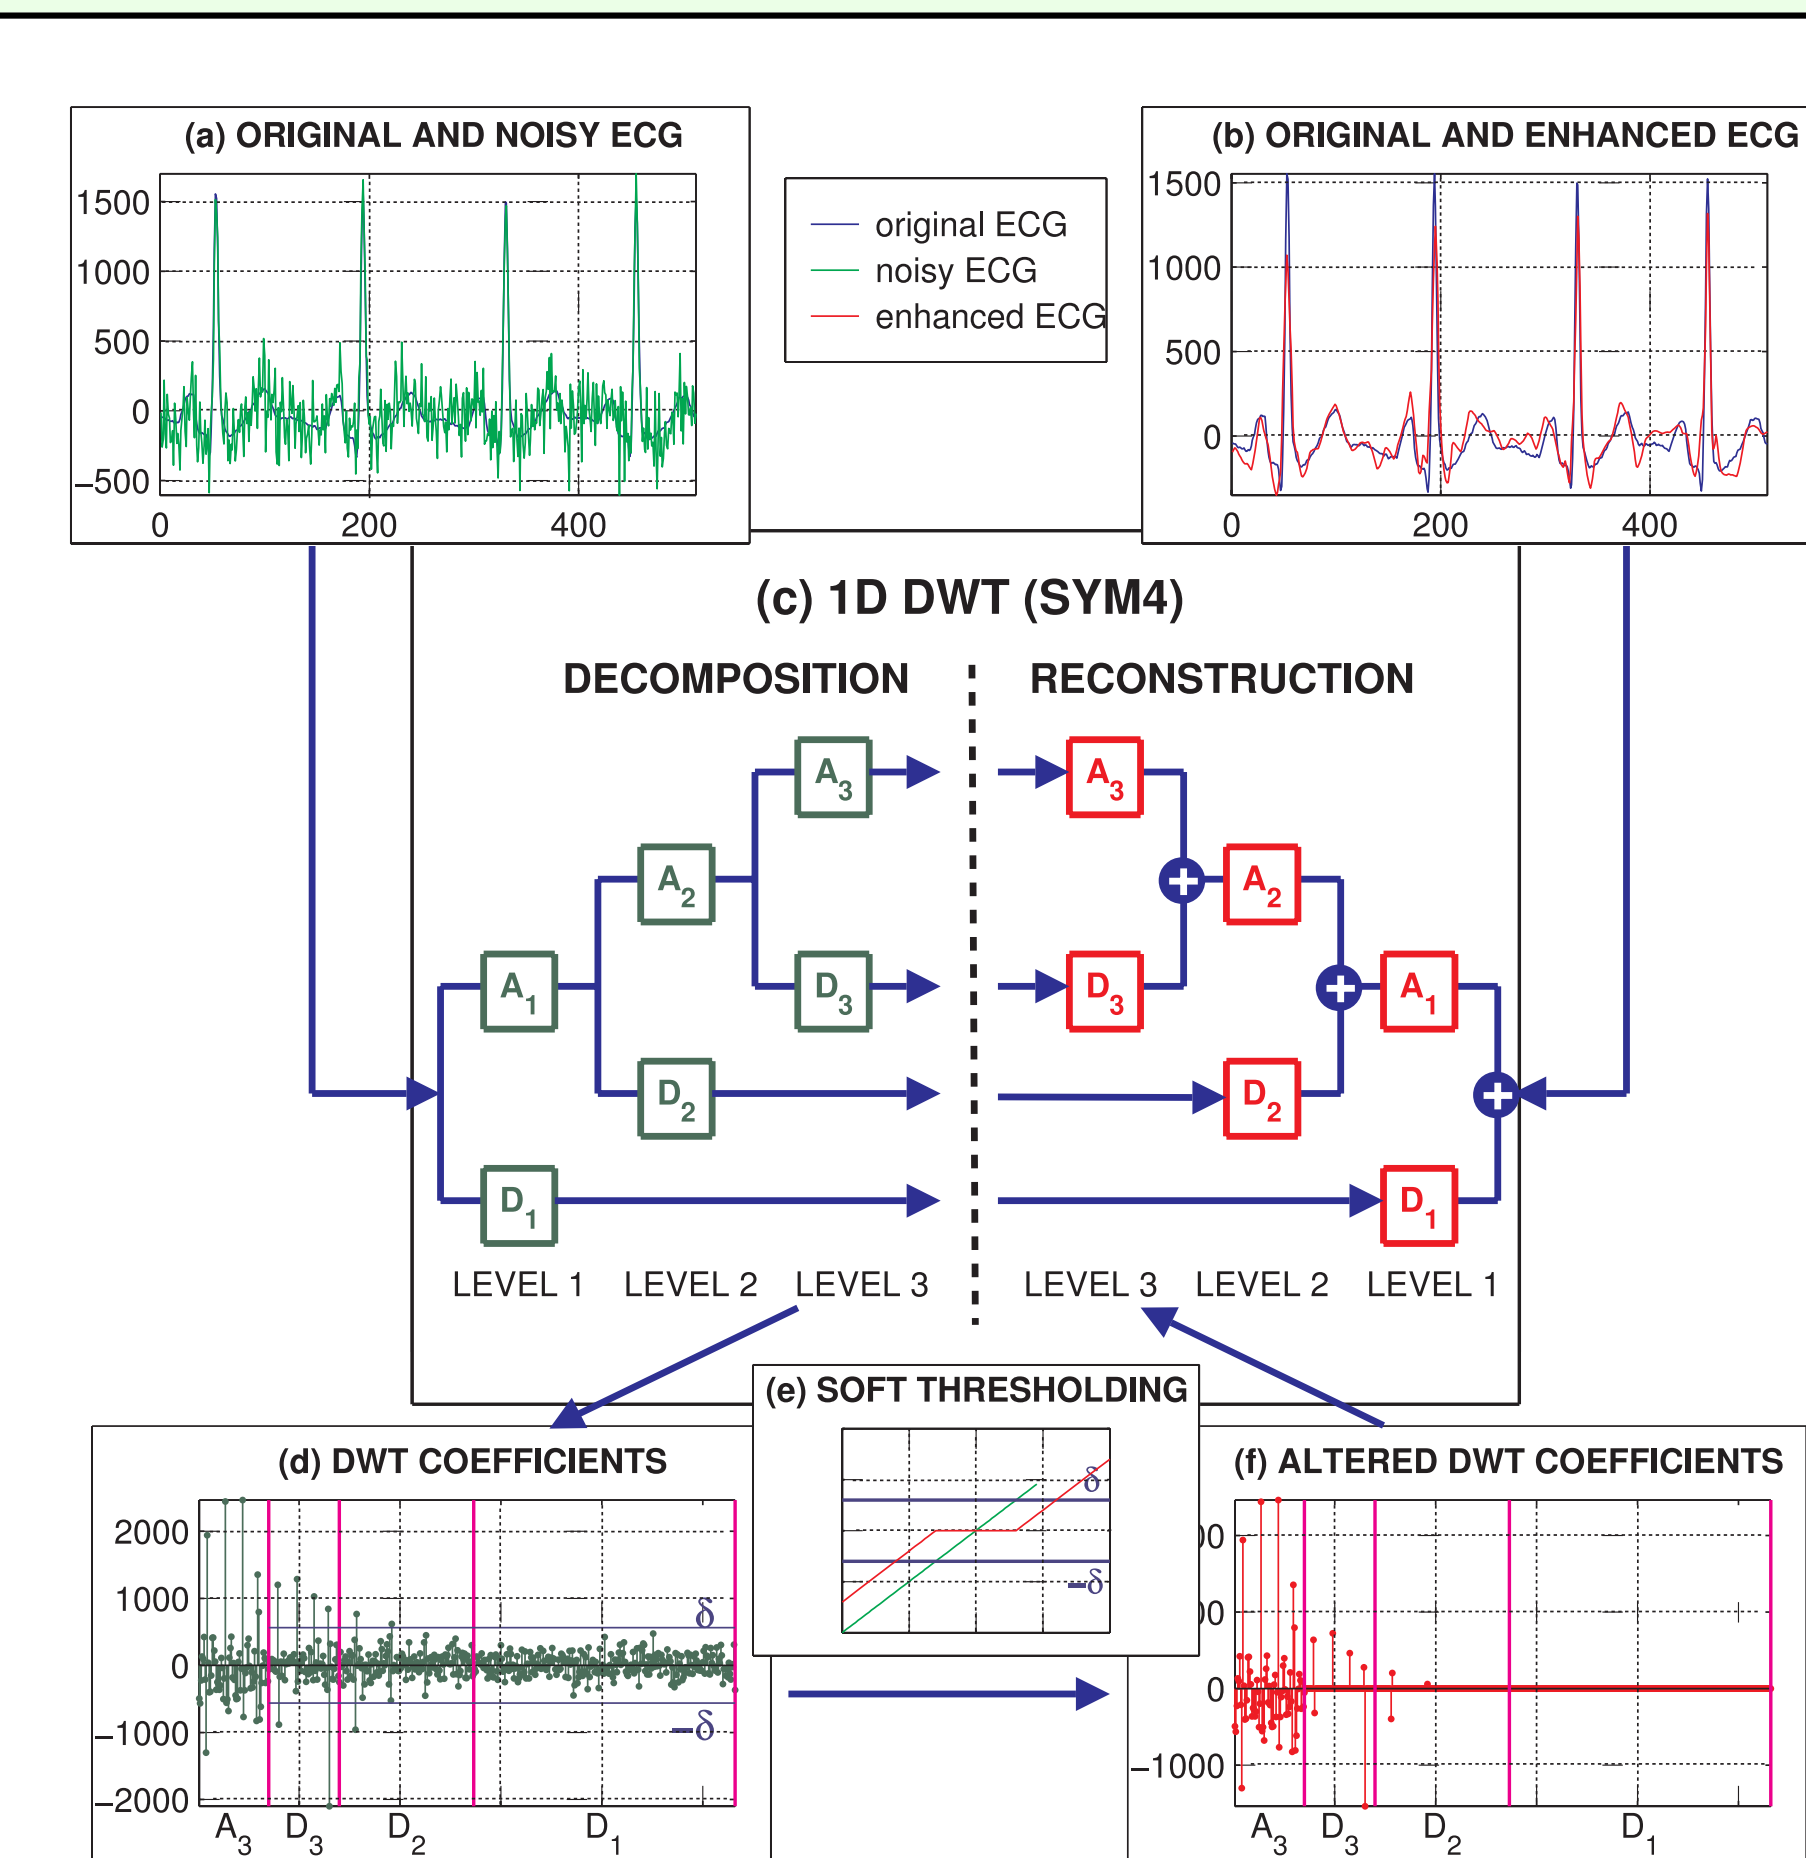 (a) ORIGINAL AND NOISY ECG
1500
1000
500
0
−500
0 200 400
original ECG
noisy ECG
enhanced ECG
(b) ORIGINAL AND ENHANCED ECG
1500
1000
500
0
0 200 400
(c) 1D DWT (SYM4)
DECOMPOSITION RECONSTRUCTION
A3 A3
A2 A2
A1 D3 D3 A1
D2 D2
D1 D1
LEVEL 1 LEVEL 2 LEVEL 3 LEVEL 3 LEVEL 2 LEVEL 1
(d) DWT COEFFICIENTS
2000
1000
0
−1000
−2000
δ
−δ
A3 D3 D2 D1
(e) SOFT THRESHOLDING
δ
−δ
(f) ALTERED DWT COEFFICIENTS
00
00
0
−1000
A3 D3 D2 D1